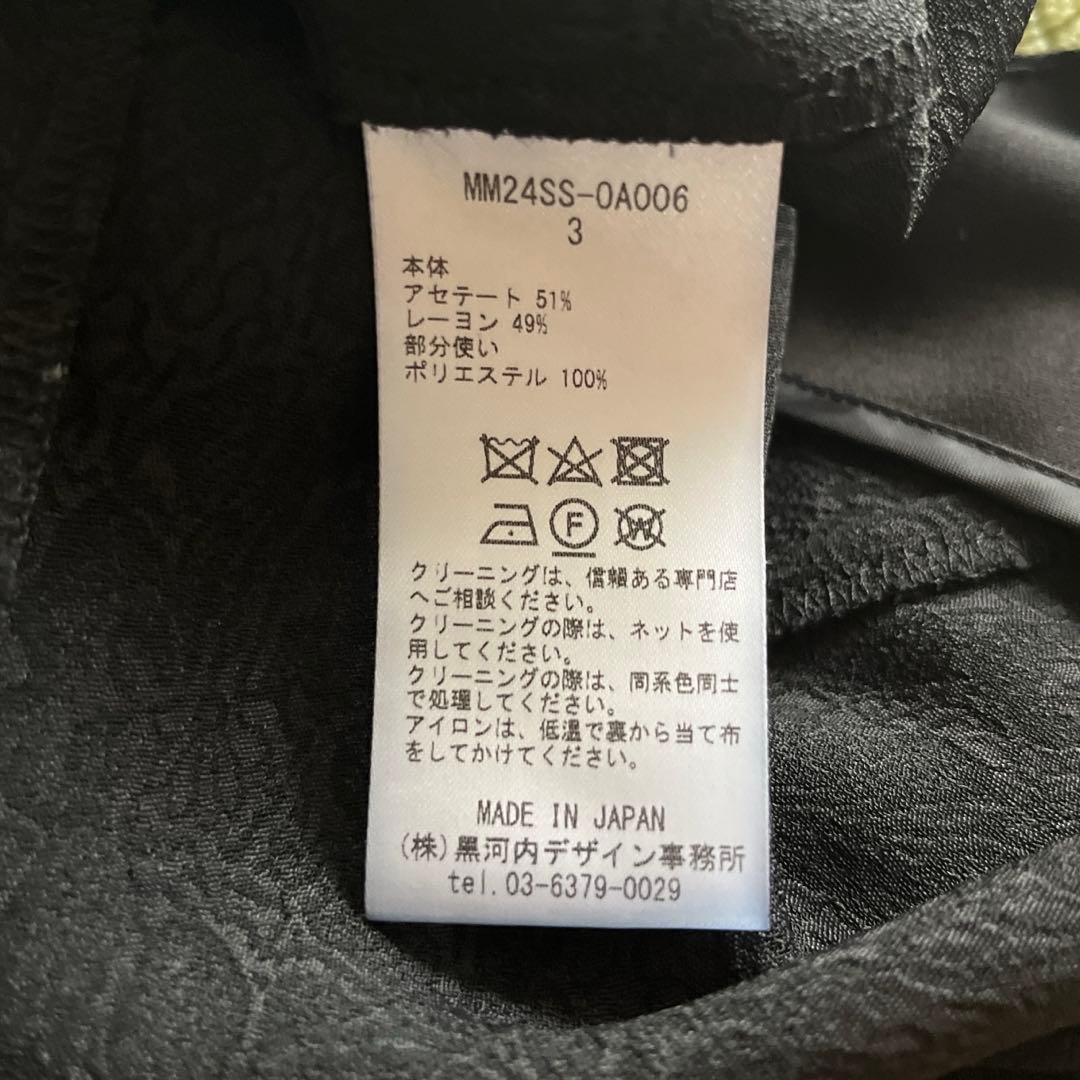 MM24SS-0A006
3
本体
アセテート 51%
レーヨン 49%
部分使い
ポリエステル 100%
F
W
クリーニングは、信頼ある専門店
へご相談ください。
クリーニングの際は、ネットを使
用してください。
クリーニングの際は、同系色同士
で処理してください。
アイロンは、低温で裏から当て布
をしてかけてください。
MADE IN JAPAN
(株)黒河内デザイン事務所
tel.03-6379-0029